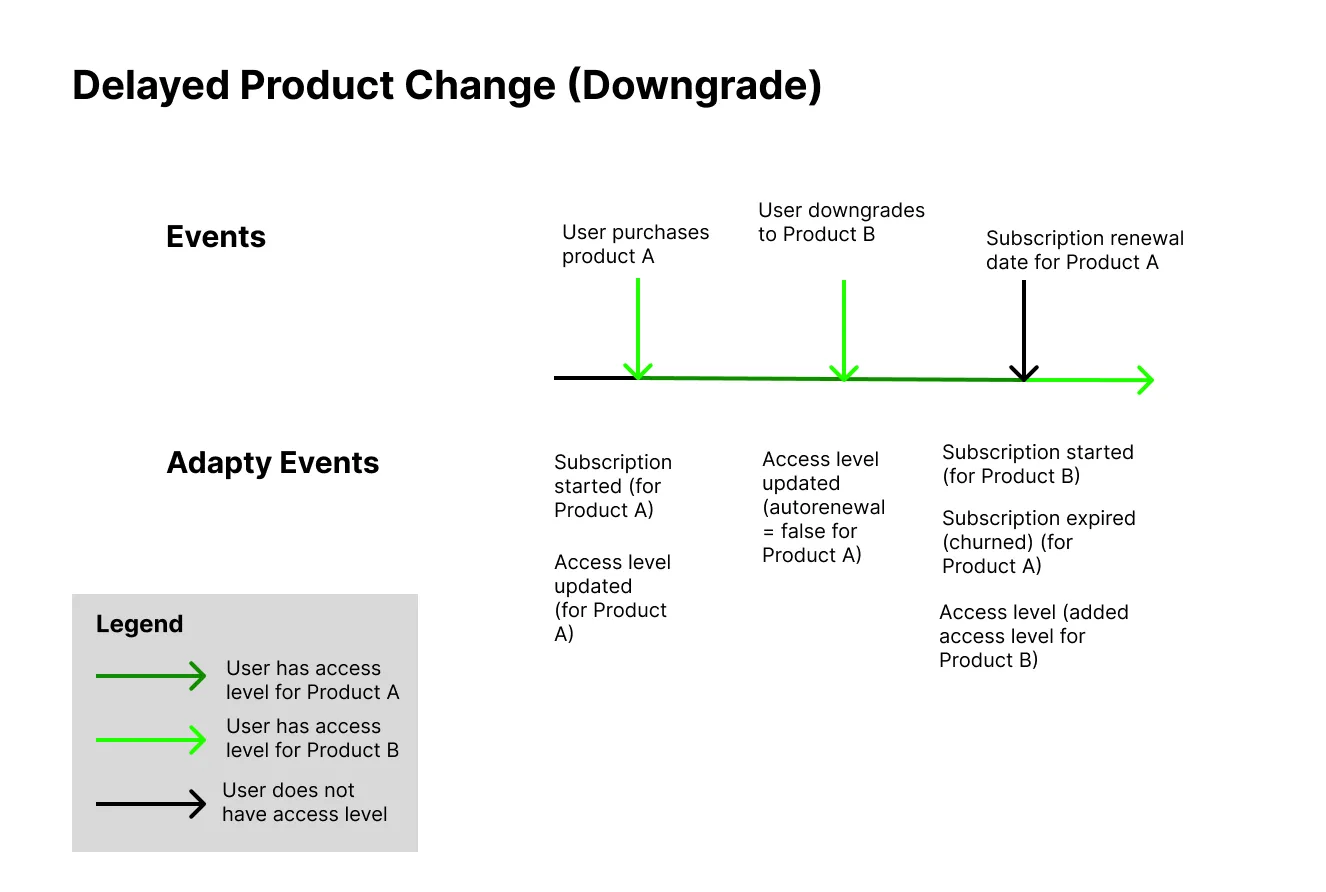 Delayed Product Change (Downgrade)
Events
User purchases
product A
User downgrades
to Product B
Subscription renewal
date for Product A
Adapty Events
Subscription
started (for
Product A)
Access level
updated
(for Product
A)
Access level
updated
(autorenewal
= false for
Product A)
Subscription started
(for Product B)
Subscription expired
(churned) (for
Product A)
Access level (added
access level for
Product B)
Legend
User has access
level for Product A
User has access
level for Product B
User does not
have access level